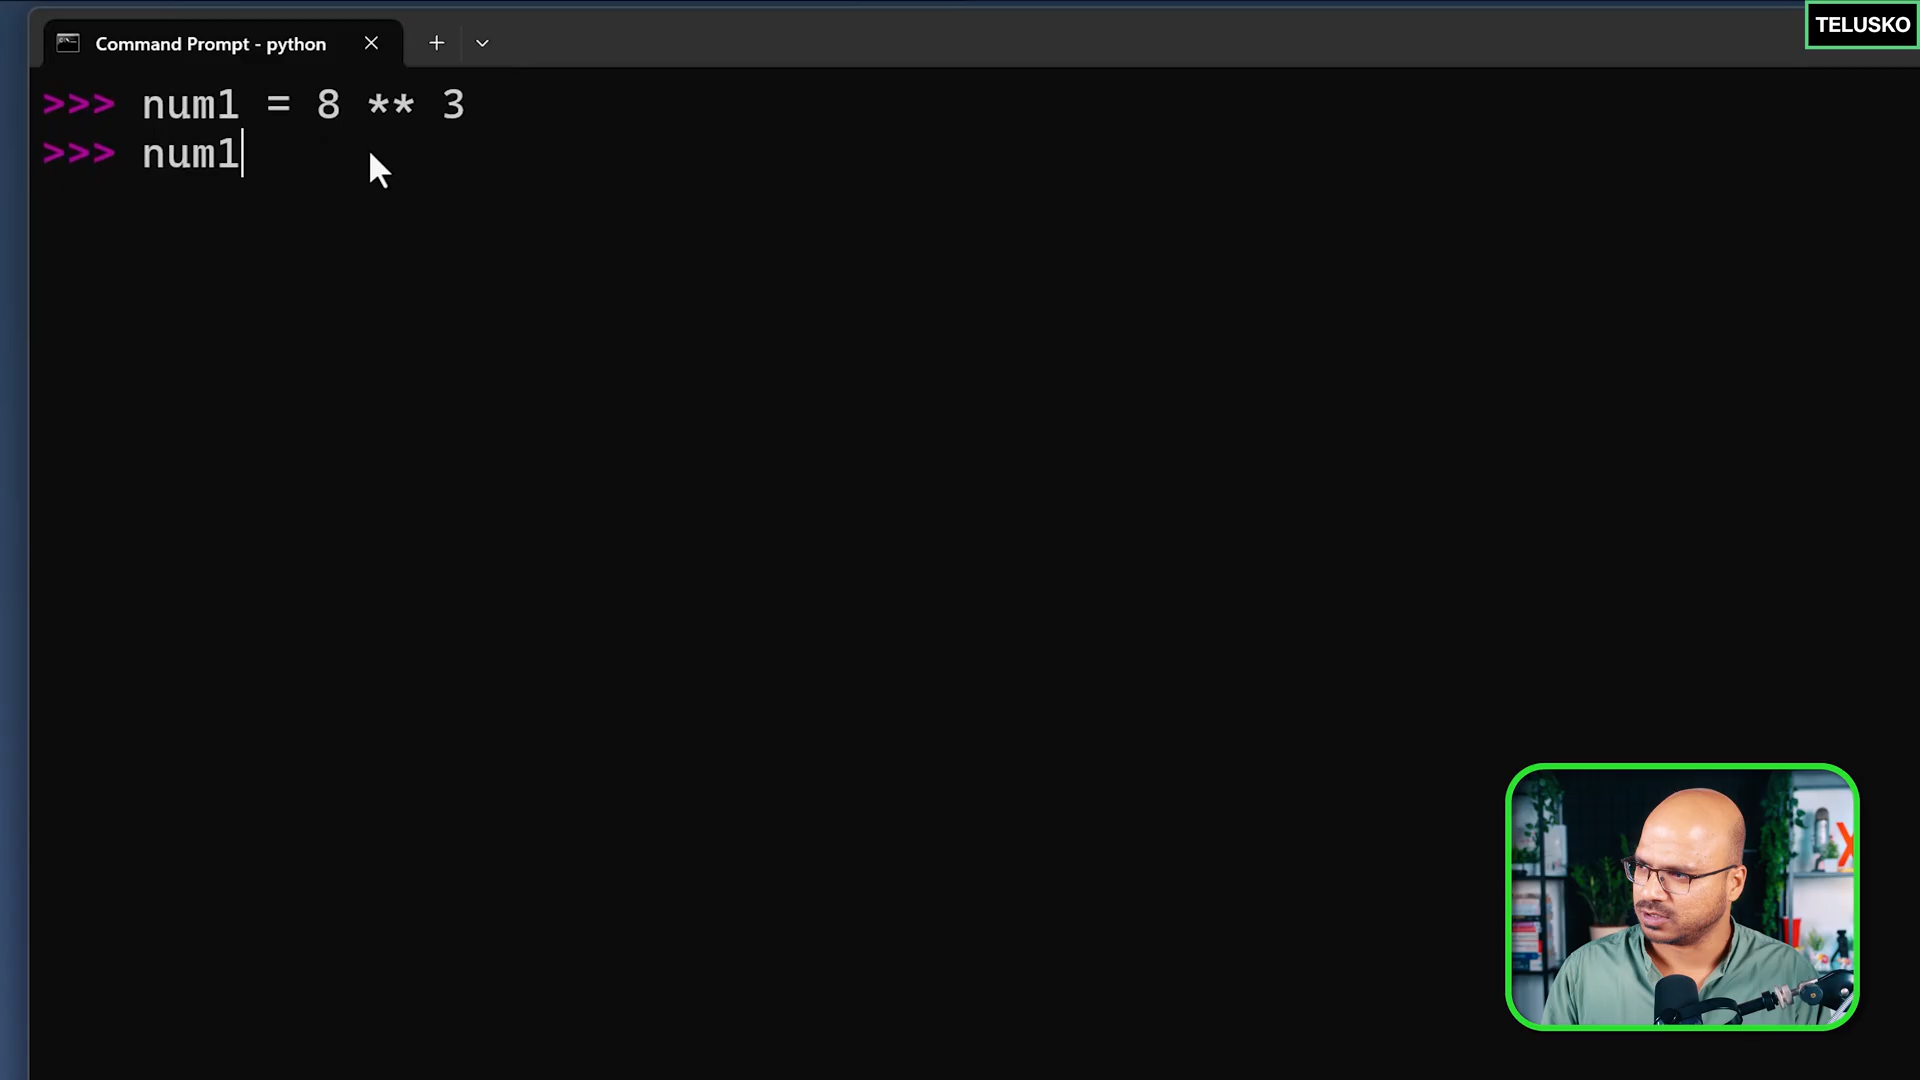 TELUSKO
Command Prompt - python
>>> num1 = 8 ** 3
>>> num1